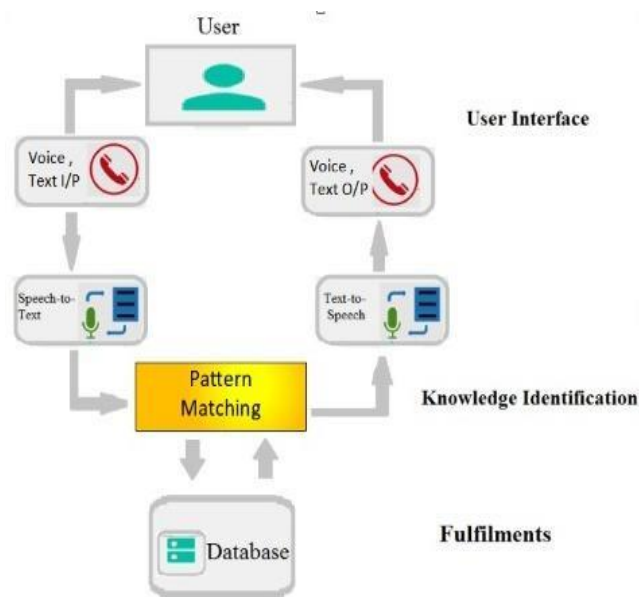 User
User Interface
Voice ,
Text I/P
Voice ,
Text O/P
Speech-to-
Text
Text-to-
Speech
Pattern
Matching
Knowledge Identification
Database
Fulfilments